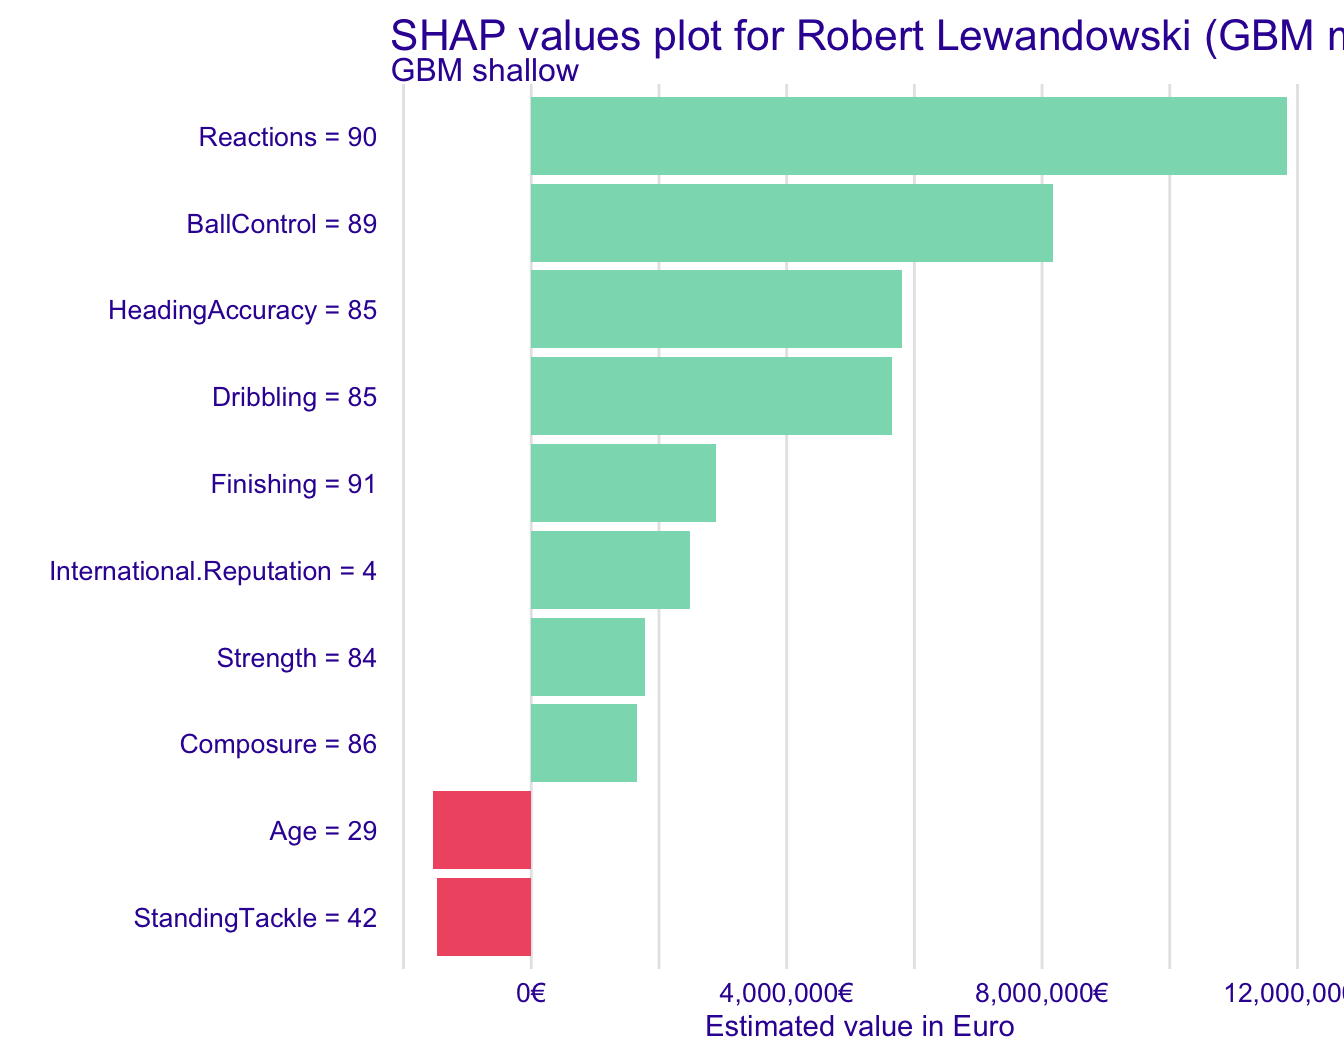 SHAP values plot for Robert Lewandowski (GBM
GBM shallow
Reactions = 90
BallControl = 89
HeadingAccuracy = 85
Dribbling = 85
Finishing = 91
International.Reputation = 4
Strength = 84
Composure = 86
Age = 29
StandingTackle = 42
0€ 4,000,000€ 8,000,000€
Estimated value in Euro